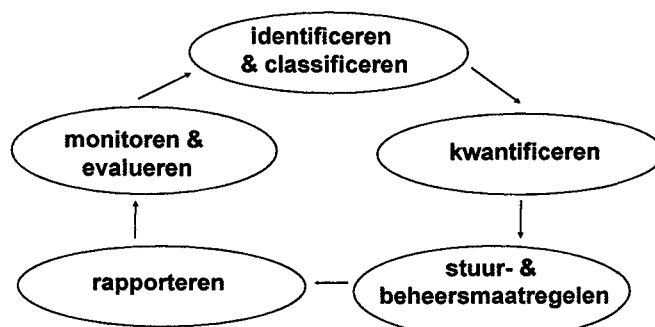 identificeren
& classificeren
kwantificeren
stuur- &
beheersmaatregelen
rapporteren
monitoren &
evalueren